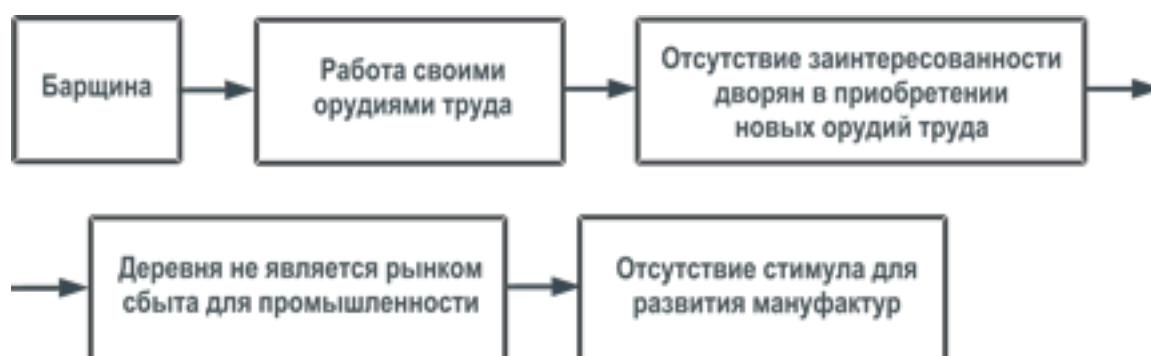 Барщина
Работа своими
орудиями труда
Отсутствие заинтересованности
дворян в приобретении
новых орудий труда
Деревня не является рынком
сбыта для промышленности
Отсутствие стимула для
развития мануфактур